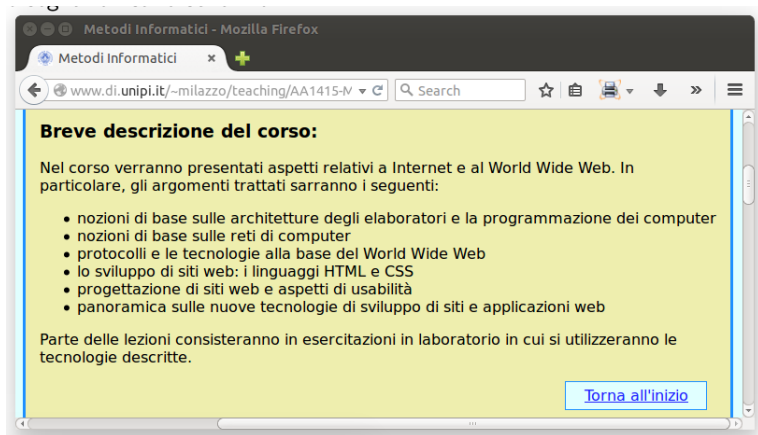 Metodi Informatici - Mozilla Firefox
Metodi Informatici
www.di.unipi.it/~milazzo/teaching/AA1415-M
Search
Breve descrizione del corso:
Nel corso verranno presentati aspetti relativi a Internet e al World Wide Web. In
particolare, gli argomenti trattati sarranno i seguenti:
nozioni di base sulle architetture degli elaboratori e la programmazione dei computer
nozioni di base sulle reti di computer
protocolli e le tecnologie alla base del World Wide Web
lo sviluppo di siti web: i linguaggi HTML e CSS
progettazione di siti web e aspetti di usabilità
panoramica sulle nuove tecnologie di sviluppo di siti e applicazioni web
Parte delle lezioni consisteranno in esercitazioni in laboratorio in cui si utilizzeranno le
tecnologie descritte.
Torna all'inizio